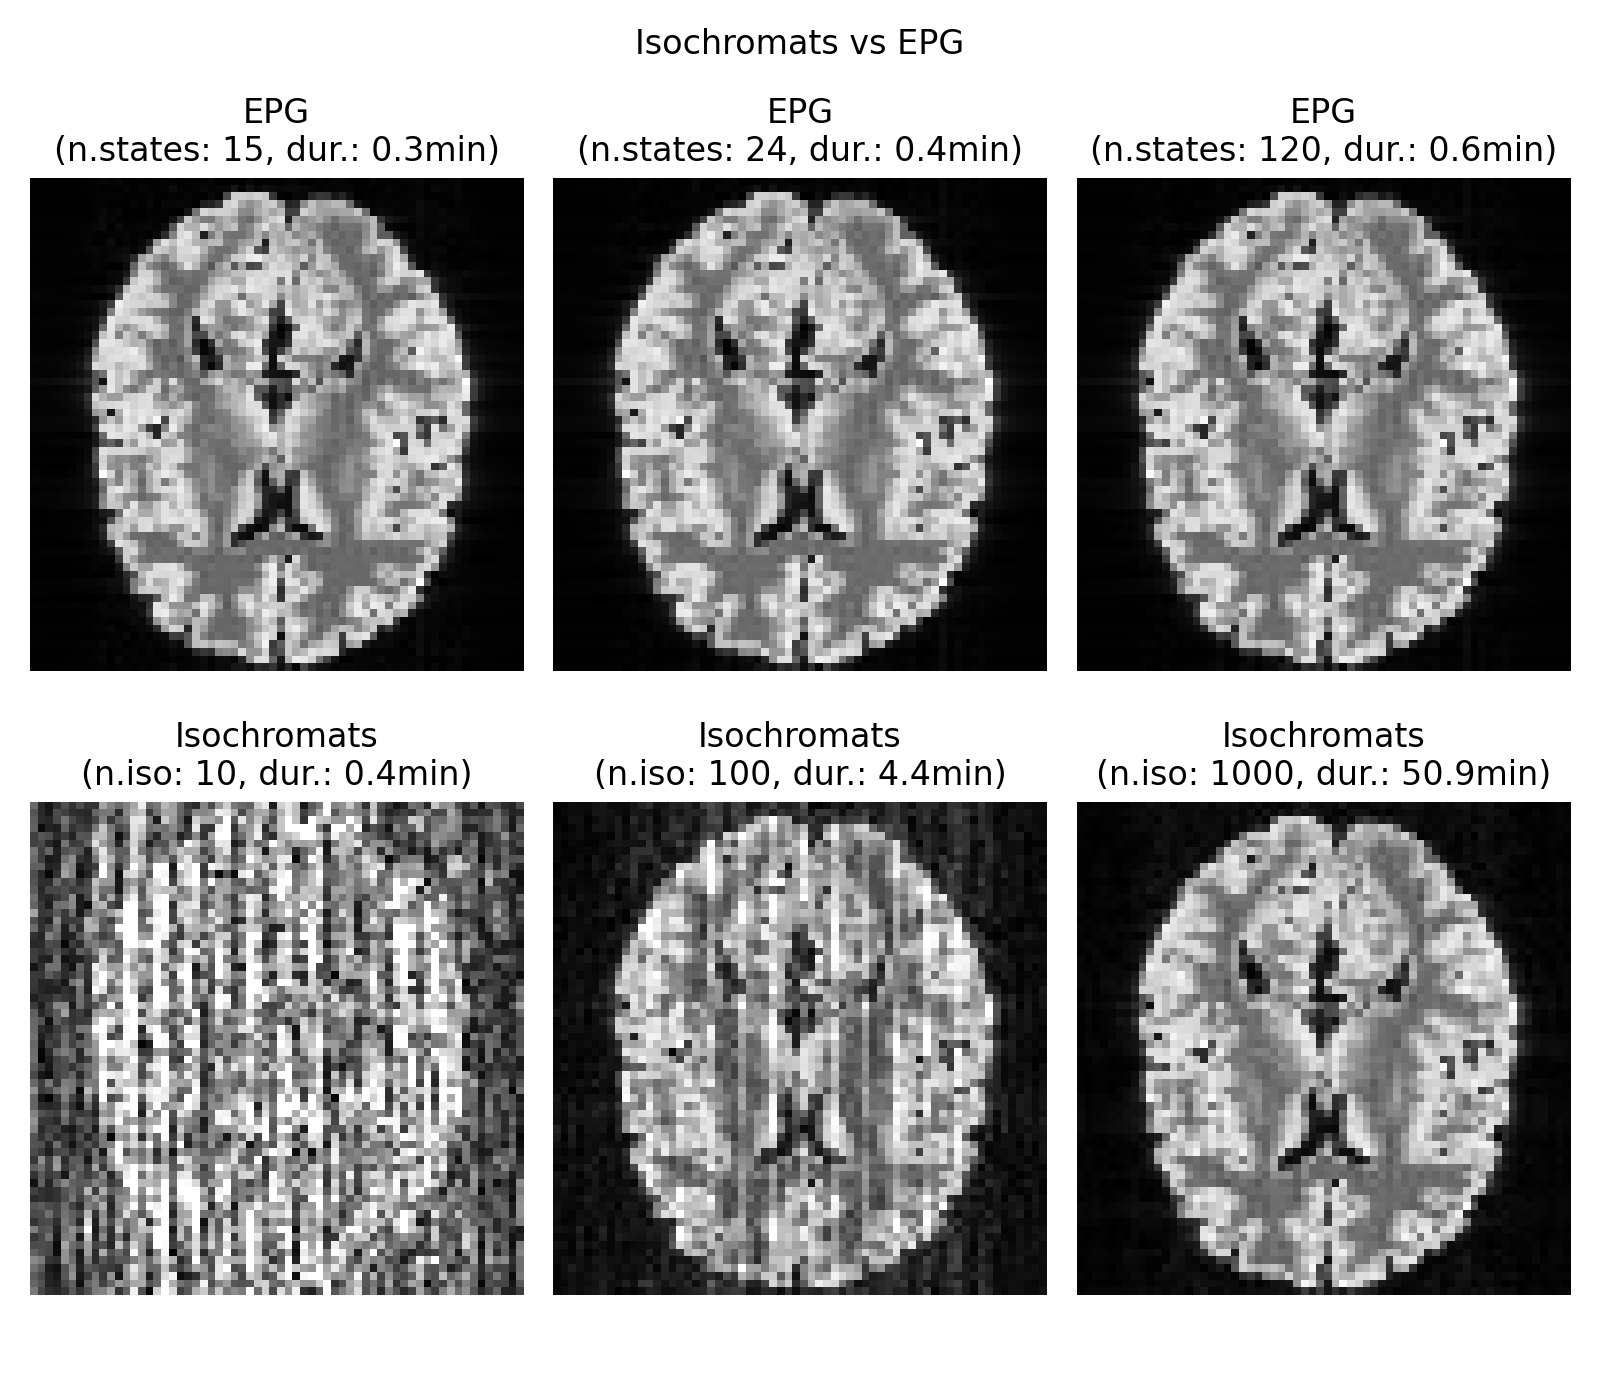 Isochromats vs EPG
EPG
(n.states: 15, dur.: 0.3min)
EPG
(n.states: 24, dur.: 0.4min)
EPG
(n.states: 120, dur.: 0.6min)
Isochromats
(n.iso: 10, dur.: 0.4min)
Isochromats
(n.iso: 100, dur.: 4.4min)
Isochromats
(n.iso: 1000, dur.: 50.9min)